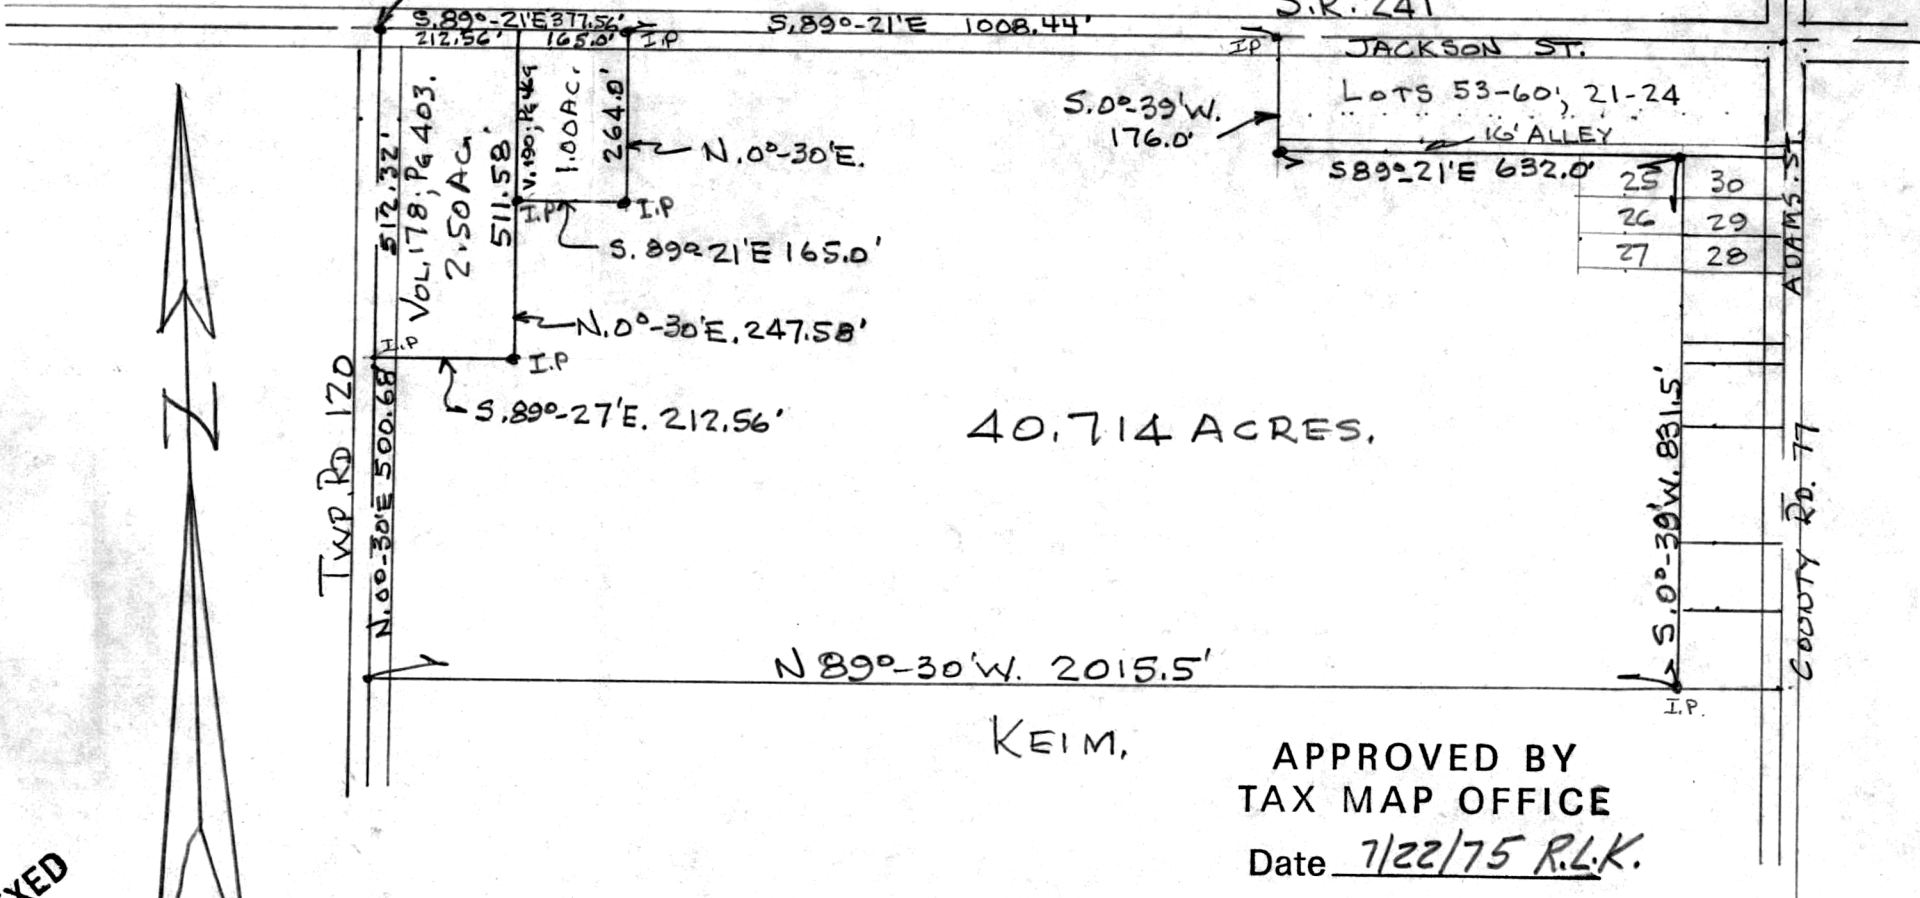 S.R. 241
S.89°-21'E 377.56'
S.89°-21'E 1008.44'
212.56'
165.0'
I.P
I.P
JACKSON ST.
LOTS 53-60; 21-24
16' ALLEY
S.0°-39'W.
176.0'
S89°-21'E 632.0'
25 30
26 29
27 28
ADAMS. ST.
512.32'
VOL. 178; PG 403.
2.50 AC.
511.58'
1.00 AC.
264.0'
N.0°-30'E.
I.P
I.P
S. 89° 21'E 165.0'
N.0°-30'E. 247.58'
I.P
I.P
S.89°-27'E. 212.56'
TWP. RD 120
N.00-30'E 500.68'
N
40.714 ACRES.
S.0°-39'W. 831.5'
COUNTY RD. 77
N 89°-30'W. 2015.5'
I.P.
KEIM.
APPROVED BY
TAX MAP OFFICE
Date 7/22/75 R.L.K.
XED